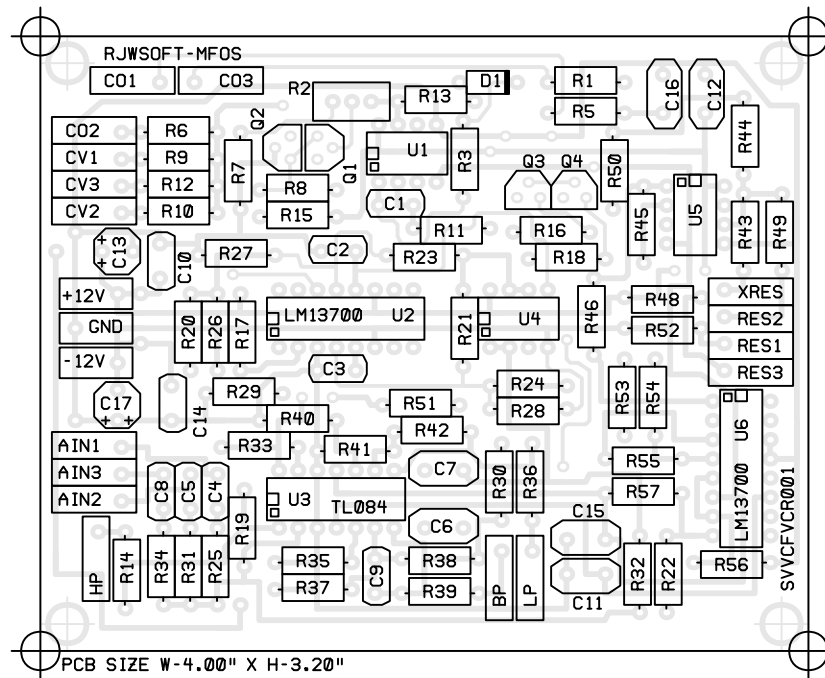 RJWSOFT-MFOS
CO1
CO3
R2
R13
D1
R1
R5
C16
C12
R44
CO2
CV1
CV3
CV2
R6
R9
R12
R10
R7
Q2
Q1
R8
R15
U1
R3
C1
Q3
Q4
R50
R45
U5
R43
R49
C13
C10
R27
C2
R11
R23
R16
R18
+12V
GND
-12V
R20
R26
R17
LM13700
U2
R21
U4
R46
R48
R52
XRES
RES2
RES1
RES3
C3
C17
C14
R29
R40
R33
R41
R51
R42
R24
R28
R53
R54
U6
LM13700
AIN1
AIN3
AIN2
C8
C5
C4
R19
U3
TL084
C7
C6
R30
R36
R55
R57
C15
C11
HP
R14
R34
R31
R25
R35
R37
C9
R38
R39
BP
LP
R32
R22
R56
SVVCFVCR001
PCB SIZE W-4.00" X H-3.20"